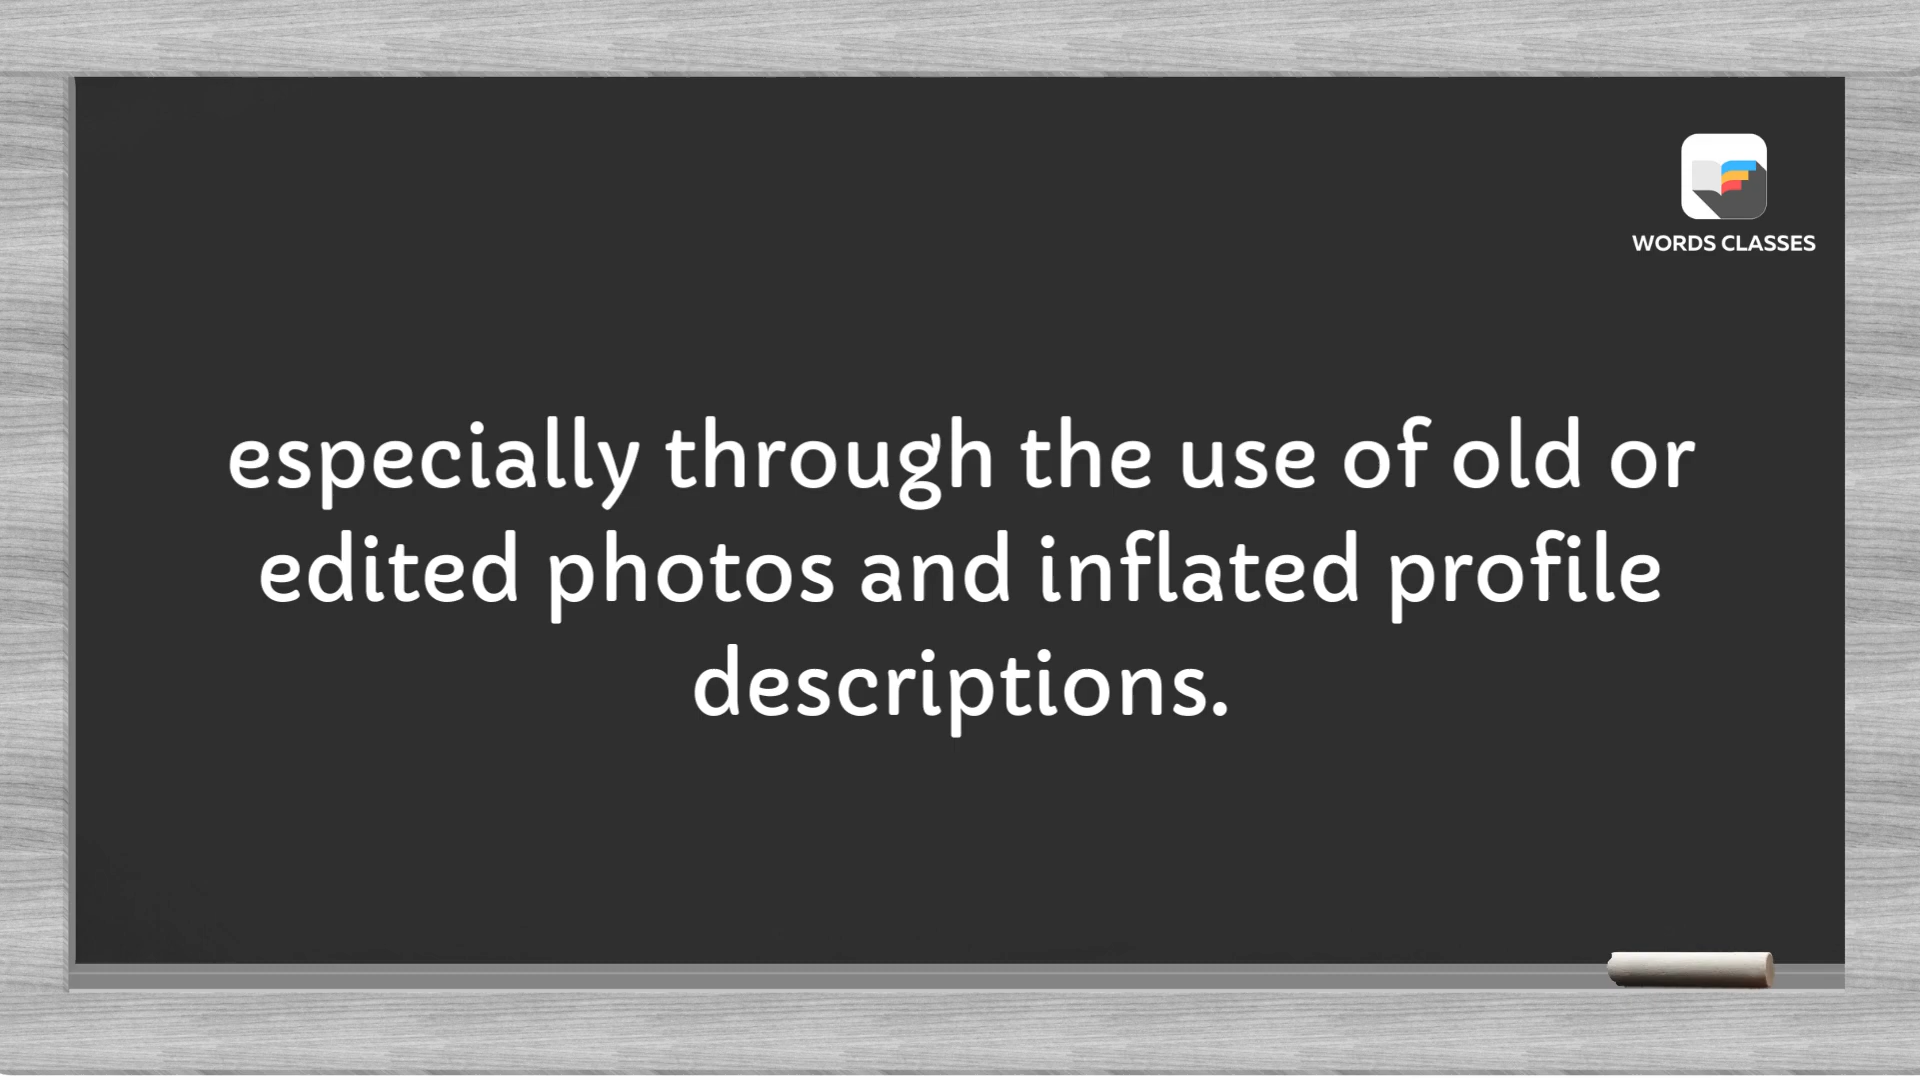 WORDS CLASSES
especially through the use of old or
edited photos and inflated profile
descriptions.